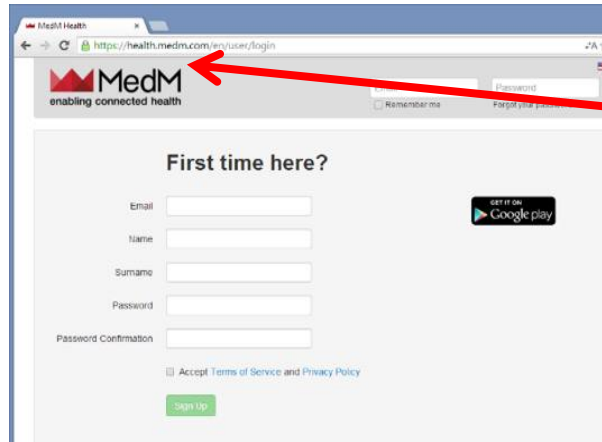 MedM Health
https://health.medm.com/en/user/login
MedM
enabling connected health
Password
Remember me
Forgot your
First time here?
Email
GET IT ON
Google play
Name
Surname
Password
Password Confirmation
Accept Terms of Service and Privacy Policy
Sign Up